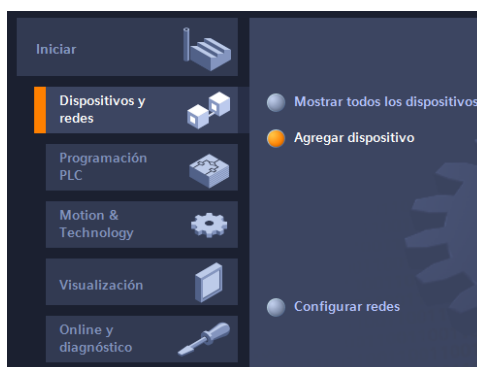 Iniciar
Dispositivos y
redes
Programación
PLC
Motion &
Technology
Visualización
Online y
diagnóstico
Mostrar todos los dispositivos
Agregar dispositivo
Configurar redes